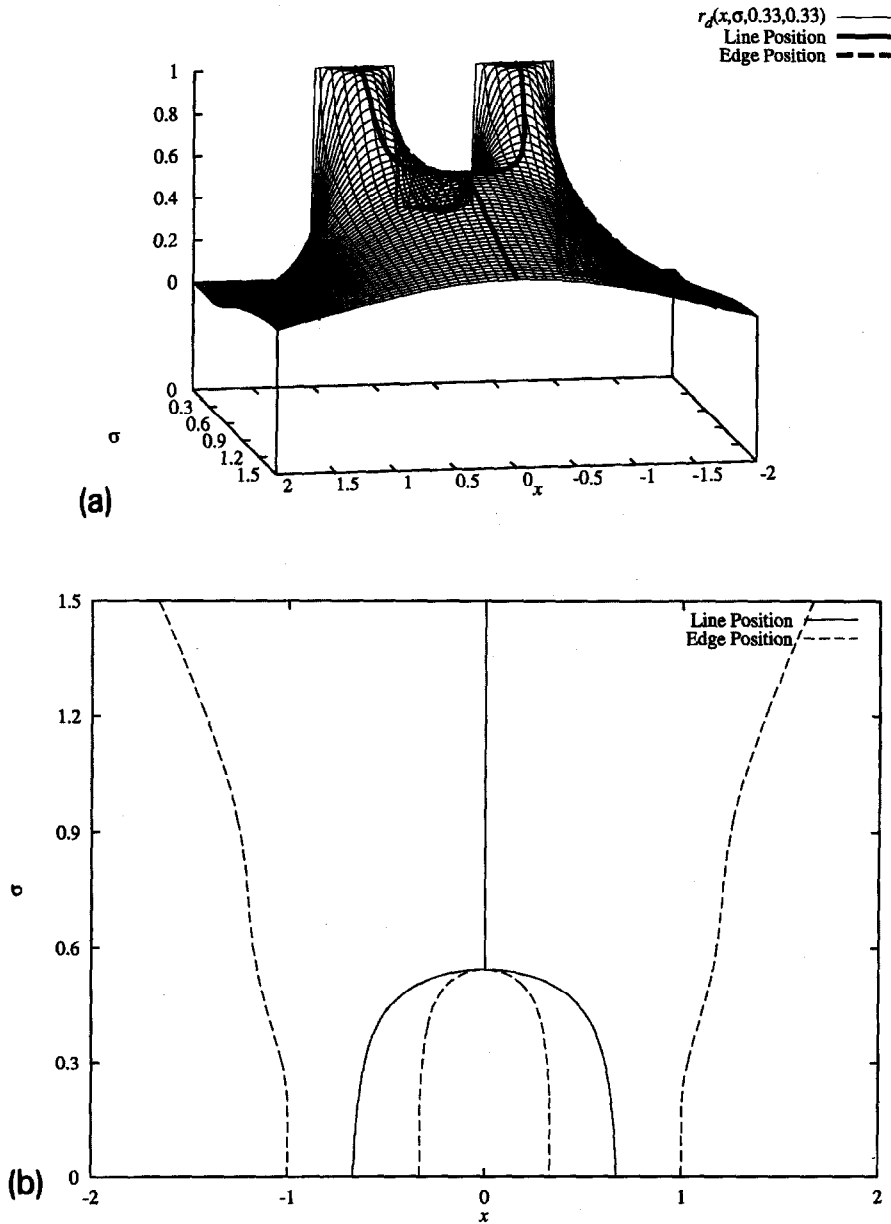 r_d(x,σ,0.33,0.33)
Line Position
Edge Position
1
0.8
0.6
0.4
0.2
0
0
0.3
0.6
0.9
1.2
1.5
σ
2
1.5
1
0.5
0
x
-0.5
-1
-1.5
-2
(a)
1.5
Line Position
Edge Position
1.2
0.9
σ
0.6
0.3
0
(b)
-2
-1
0
1
2
x